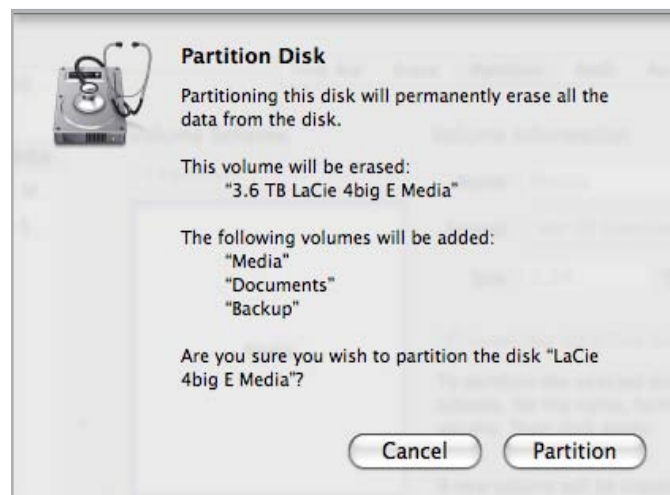 Partition Disk
Partitioning this disk will permanently erase all the
data from the disk.
This volume will be erased:
“3.6 TB LaCie 4big E Media”
The following volumes will be added:
“Media”
“Documents”
“Backup”
Are you sure you wish to partition the disk “LaCie
4big E Media”?
Cancel
Partition